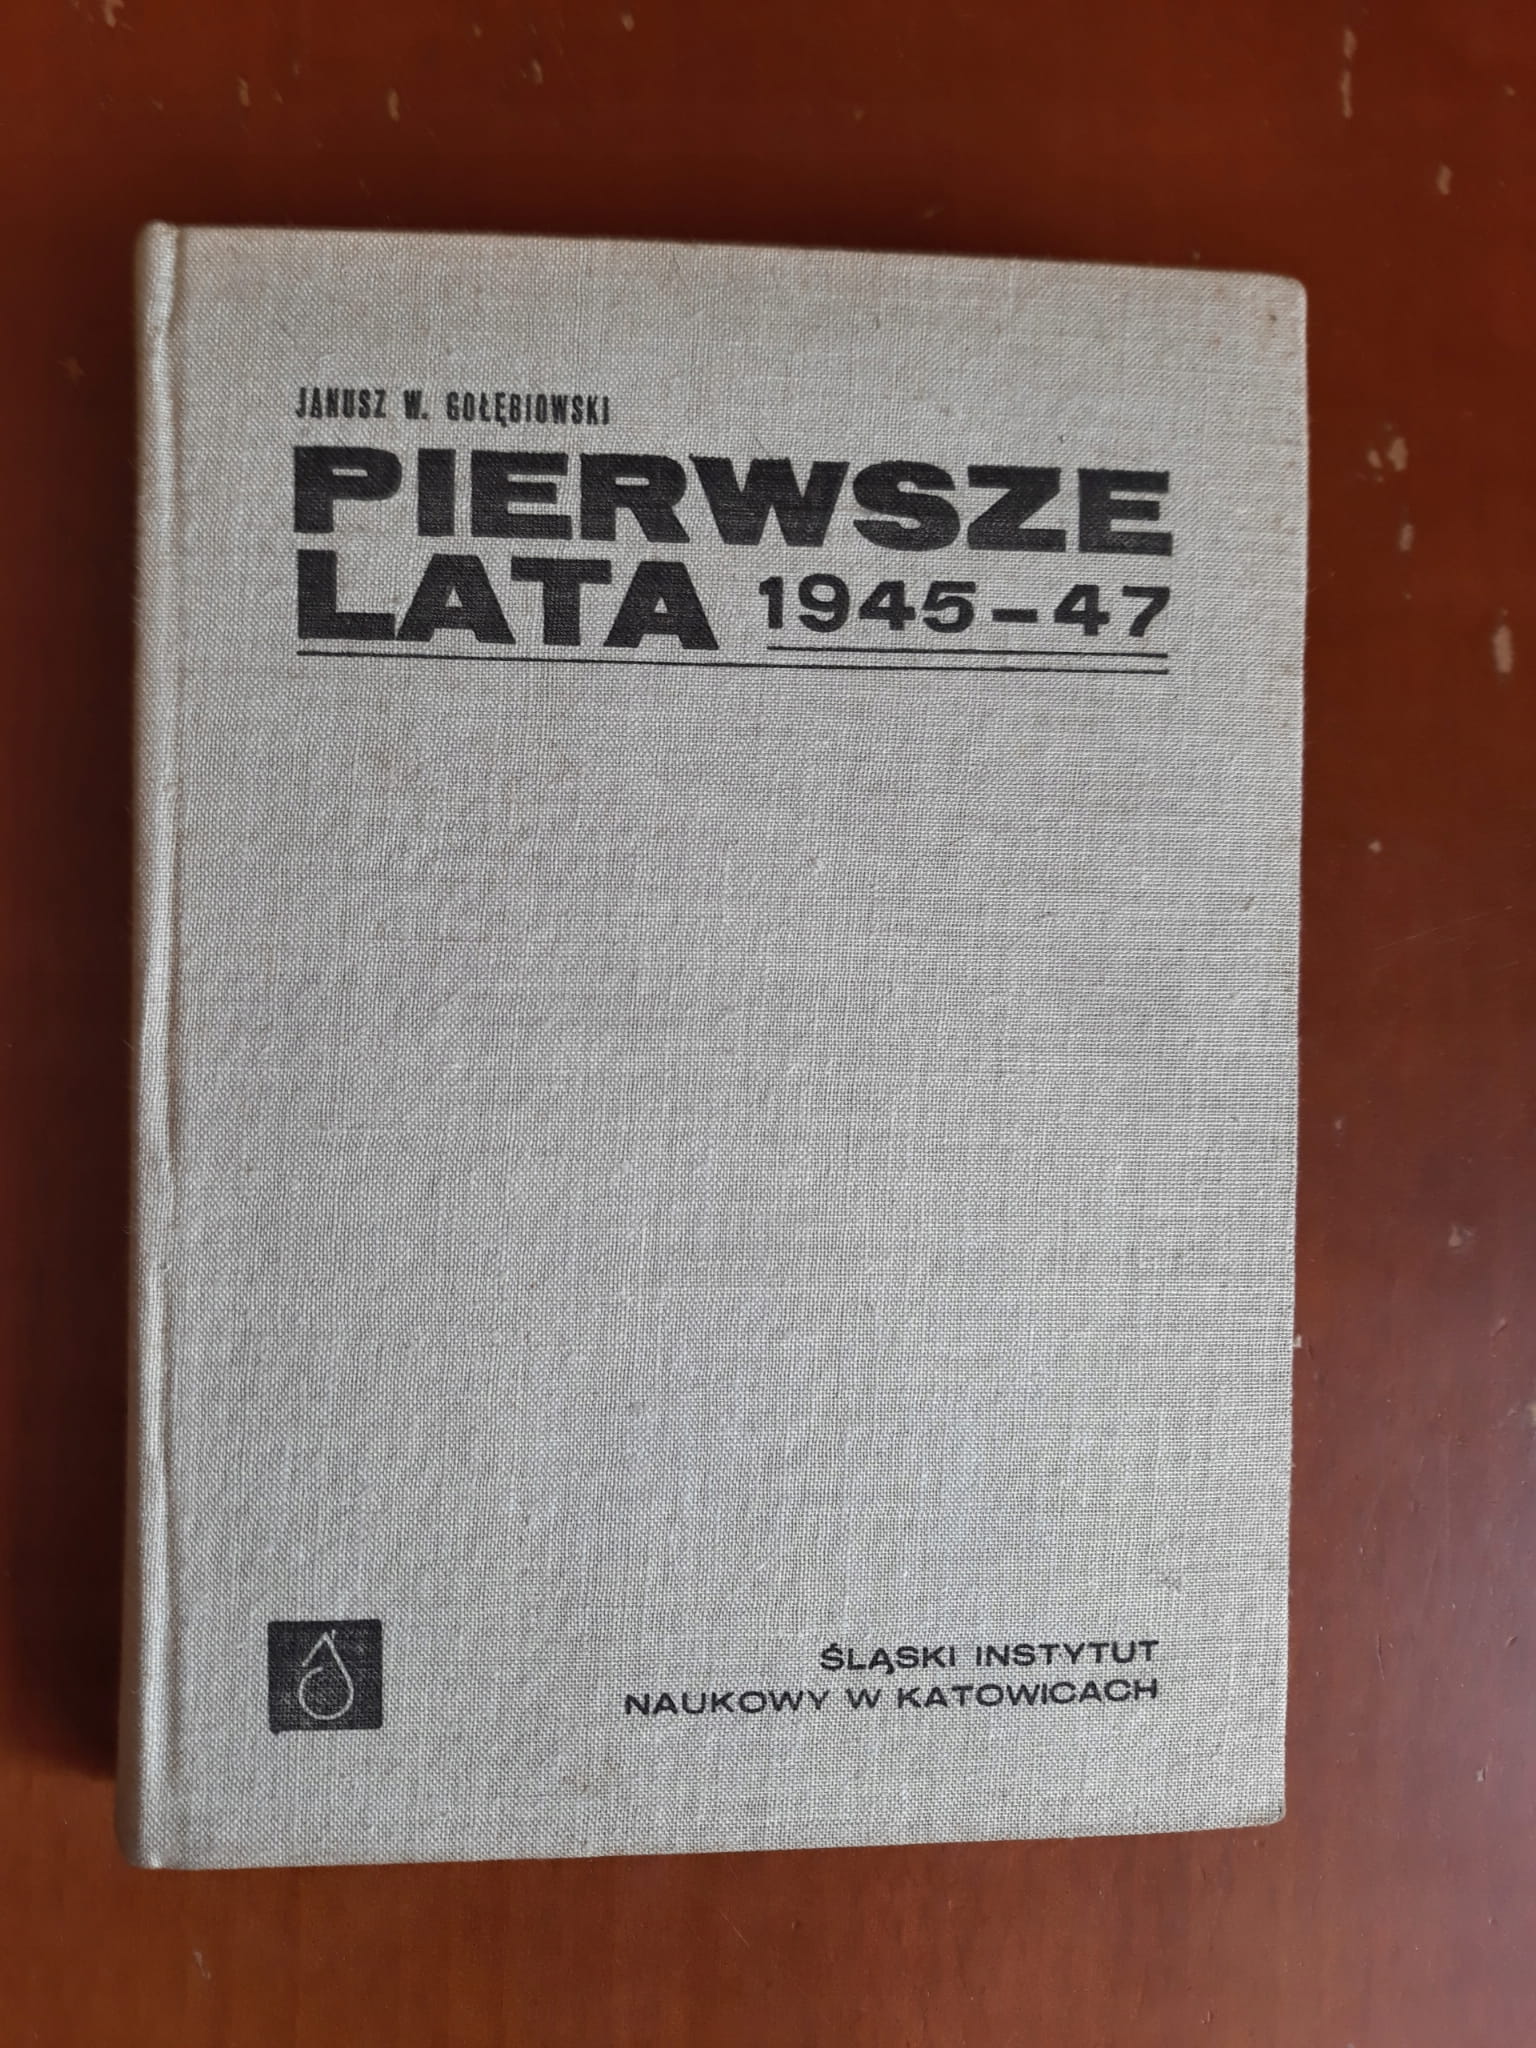 JANUSZ W. GOŁĘBIOWSKI
PIERWSZE
LATA 1945-47
ŚLĄSKI INSTYTUT
NAUKOWY W KATOWICACH